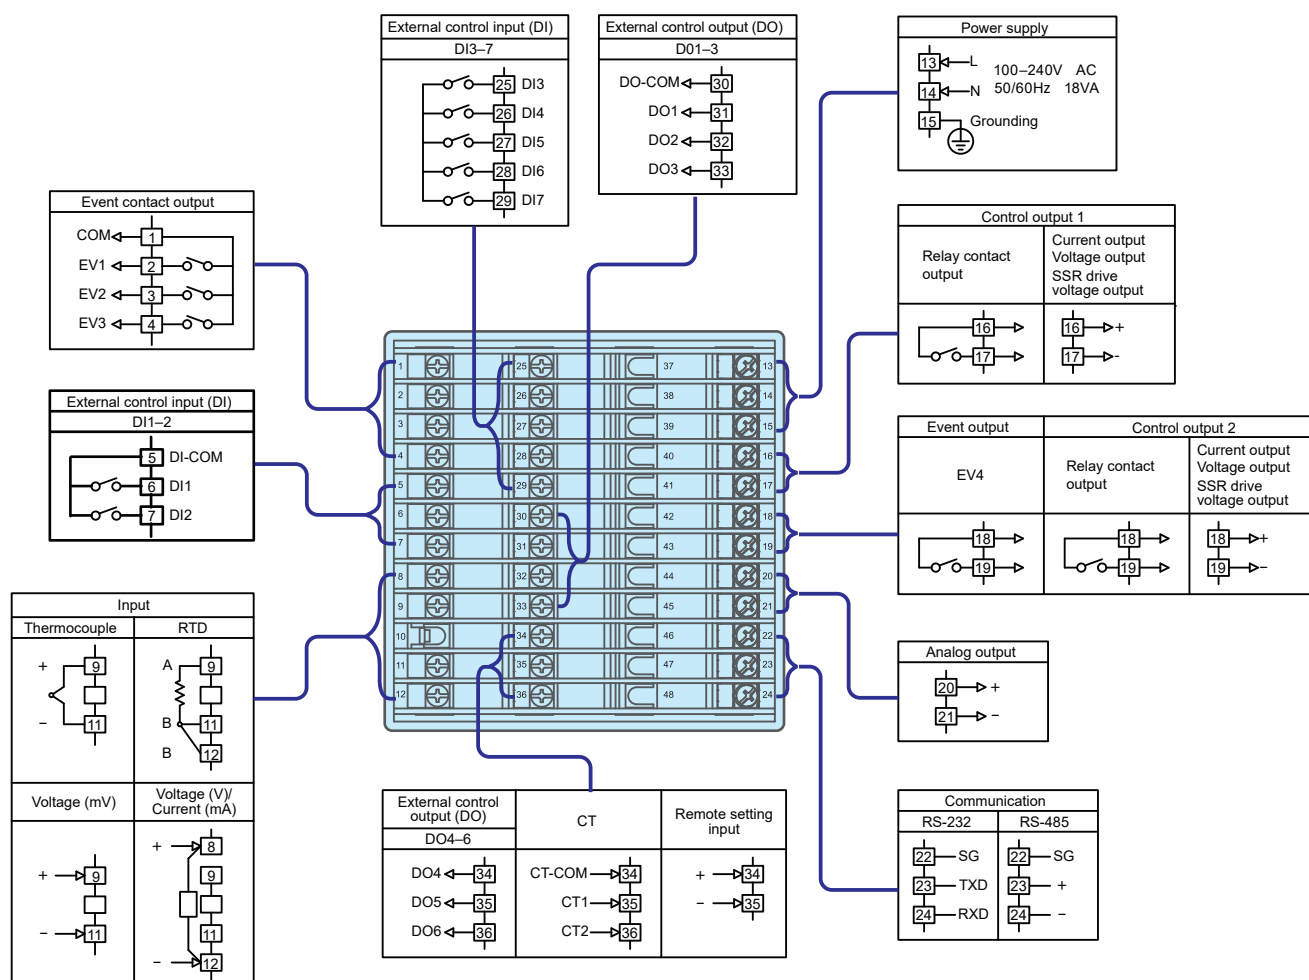 External control input (DI)
DI3–7
25 DI3
26 DI4
27 DI5
28 DI6
29 DI7
External control output (DO)
D01–3
DO-COM 30
DO1 31
DO2 32
DO3 33
Power supply
13 L
14 N
100–240V AC
50/60Hz 18VA
15 Grounding
Event contact output
COM 1
EV1 2
EV2 3
EV3 4
Control output 1
Relay contact
output
Current output
Voltage output
SSR drive
voltage output
16
17
16 +
17 -
External control input (DI)
DI1–2
5 DI-COM
6 DI1
7 DI2
1 25 37 13
2 26 38 14
3 27 39 15
4 28 40 16
5 29 41 17
6 30 42 18
7 31 43 19
8 32 44 20
9 33 45 21
10 34 46 22
11 35 47 23
12 36 48 24
Event output
Control output 2
EV4
Relay contact
output
Current output
Voltage output
SSR drive
voltage output
18
19
18
19
18 +
19 −
Input
Thermocouple
RTD
+ 9
− 11
A 9
B 11
B 12
Voltage (mV)
Voltage (V)/
Current (mA)
+ 9
− 11
+ 8
9
11
− 12
Analog output
20 +
21 −
External control
output (DO)
DO4–6
DO4 34
DO5 35
DO6 36
CT
CT-COM 34
CT1 35
CT2 36
Remote setting
input
+ 34
− 35
Communication
RS-232
RS-485
22 SG
23 TXD
24 RXD
22 SG
23 +
24 −